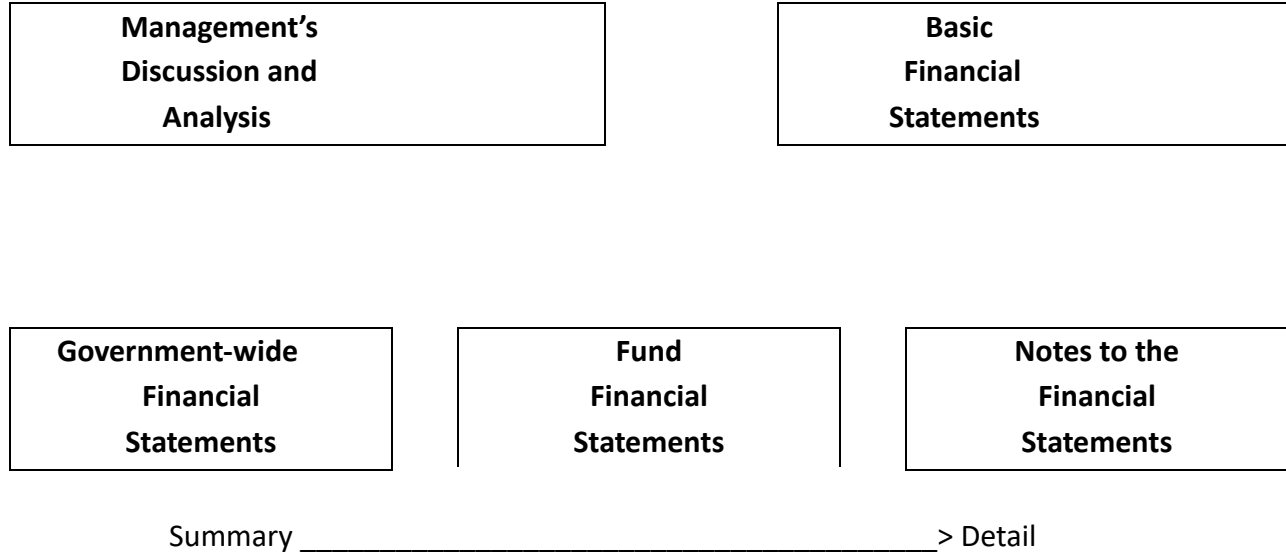 Management’s
Discussion and
Analysis
Basic
Financial
Statements
Government-wide
Financial
Statements
Fund
Financial
Statements
Notes to the
Financial
Statements
Summary ________________________________________> Detail